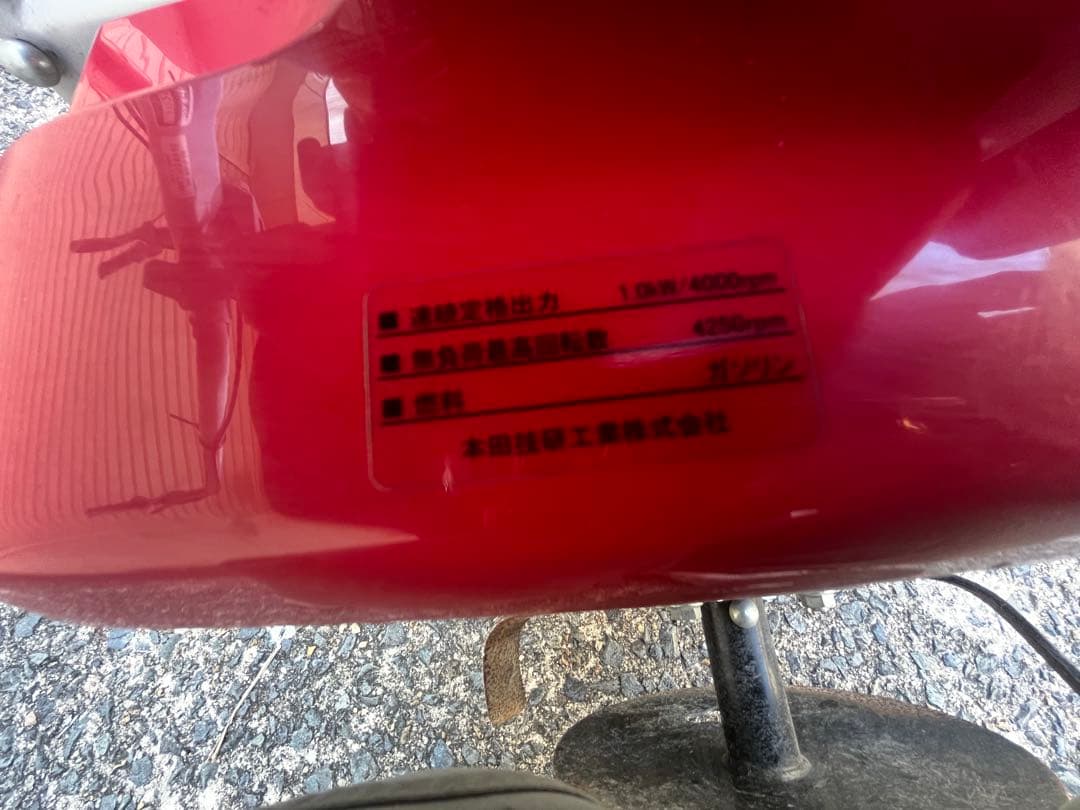 ■ 連続定格出力 1.0kW/4000rpm
■ 無負荷最高回転数 4250rpm
■ 燃料 ガソリン
本田技研工業株式会社